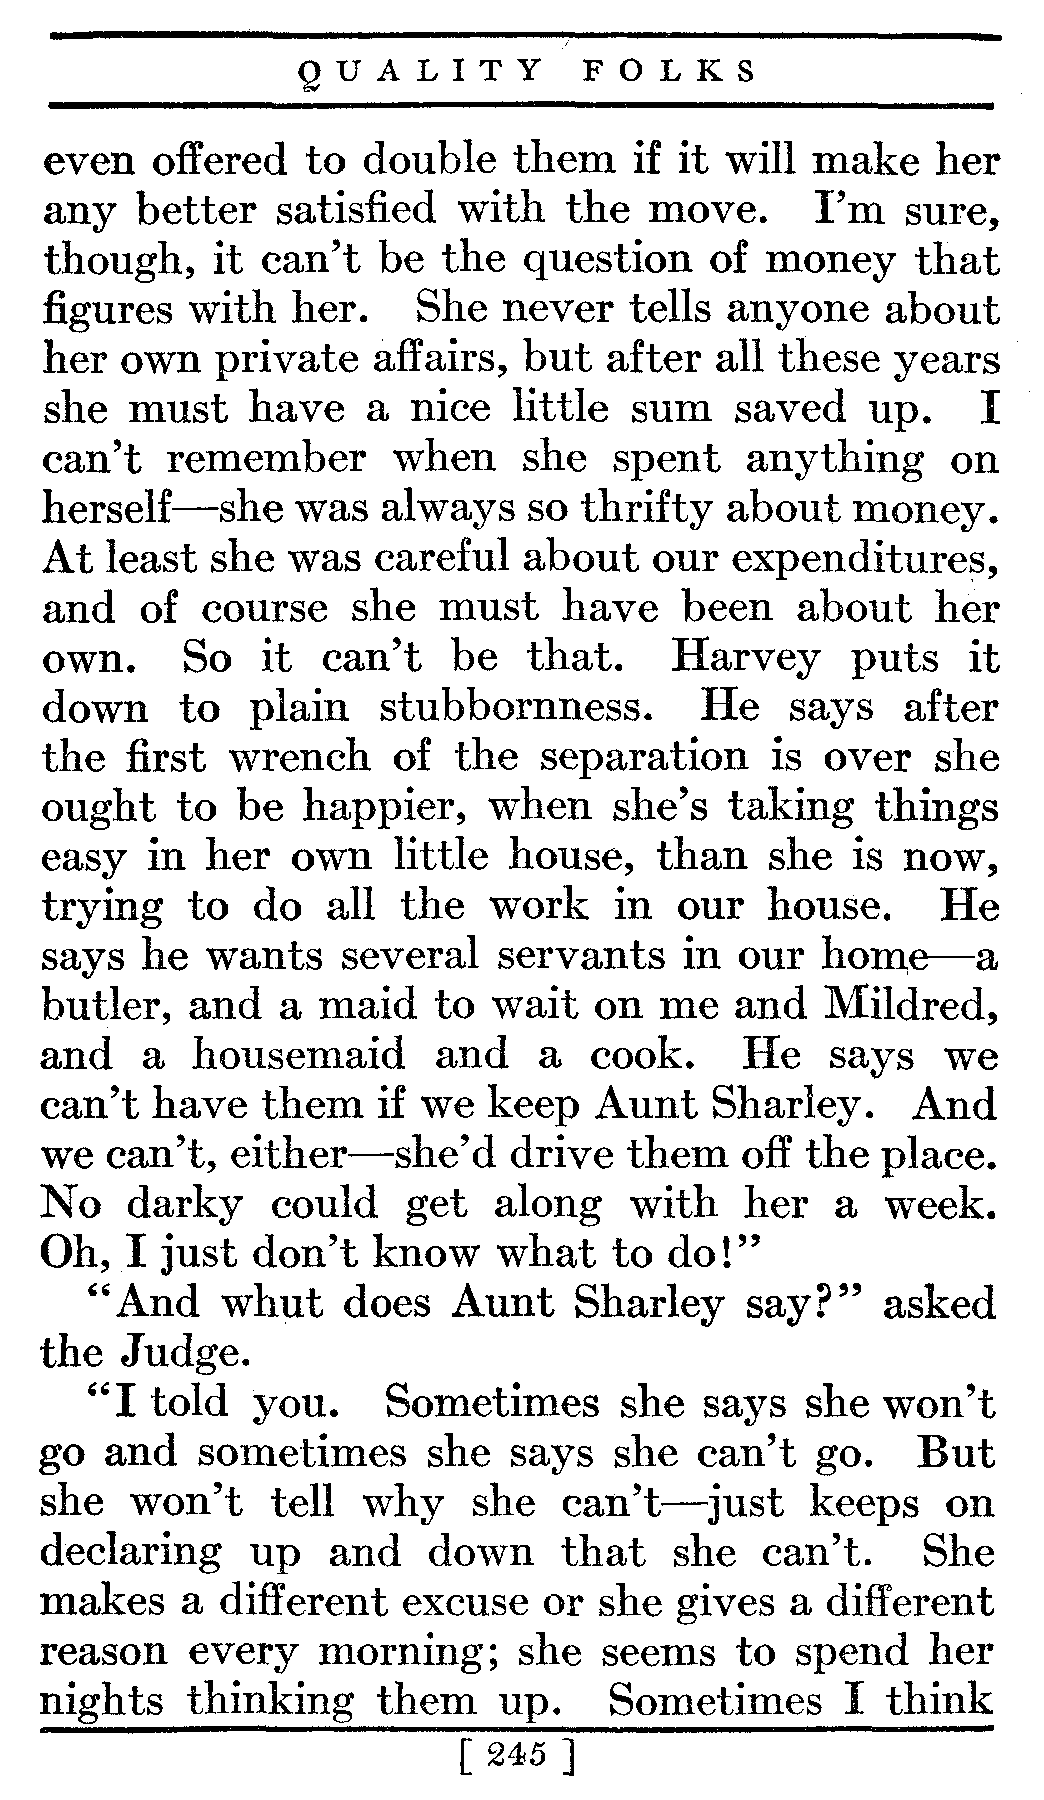 QUALITY FOLKS
even offered to double them if it will make her
any better satisfied with the move. I'm sure,
though, it can't be the question of money that
figures with her. She never tells anyone about
her own private affairs, but after all these years
she must have a nice little sum saved up. I
can't remember when she spent anything on
herself—she was always so thrifty about money.
At least she was careful about our expenditures,
and of course she must have been about her
own. So it can't be that. Harvey puts it
down to plain stubbornness. He says after
the first wrench of the separation is over she
ought to be happier, when she's taking things
easy in her own little house, than she is now,
trying to do all the work in our house. He
says he wants several servants in our home—a
butler, and a maid to wait on me and Mildred,
and a housemaid and a cook. He says we
can't have them if we keep Aunt Sharley. And
we can't, either—she'd drive them off the place.
No darky could get along with her a week.
Oh, I just don't know what to do!"
"And whut does Aunt Sharley say?" asked
the Judge.
"I told you. Sometimes she says she won't
go and sometimes she says she can't go. But
she won't tell why she can't—just keeps on
declaring up and down that she can't. She
makes a different excuse or she gives a different
reason every morning; she seems to spend her
nights thinking them up. Sometimes I think
[ 245 ]